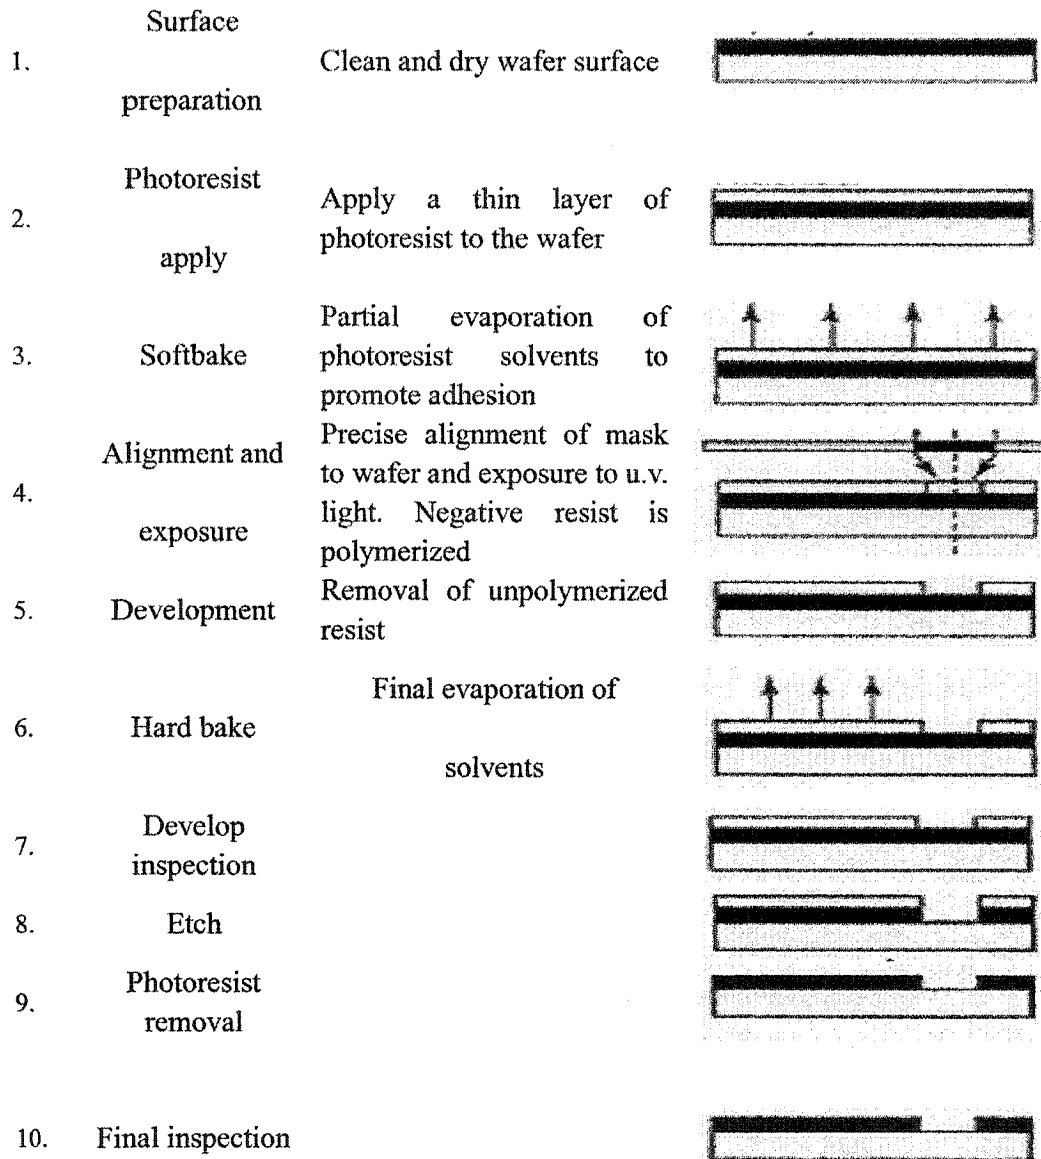 1.
Surface
preparation
Clean and dry wafer surface
2.
Photoresist
apply
Apply a thin layer of
photoresist to the wafer
3.
Softbake
Partial evaporation of
photoresist solvents to
promote adhesion
4.
Alignment and
exposure
Precise alignment of mask
to wafer and exposure to u.v.
light. Negative resist is
polymerized
5.
Development
Removal of unpolymerized
resist
6.
Hard bake
Final evaporation of
solvents
7.
Develop
inspection
8.
Etch
9.
Photoresist
removal
10.
Final inspection